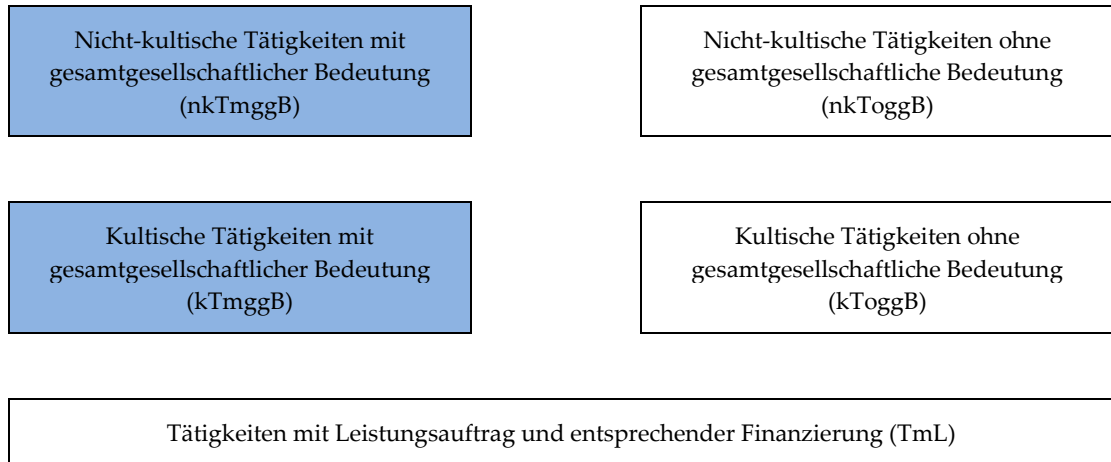 Nicht-kultische Tätigkeiten mit
gesamtgesellschaftlicher Bedeutung
(nkTmggB)
Nicht-kultische Tätigkeiten ohne
gesamtgesellschaftliche Bedeutung
(nkToggB)
Kultische Tätigkeiten mit
gesamtgesellschaftlicher Bedeutung
(kTmggB)
Kultische Tätigkeiten ohne
gesamtgesellschaftliche Bedeutung
(kToggB)
Tätigkeiten mit Leistungsauftrag und entsprechender Finanzierung (TmL)